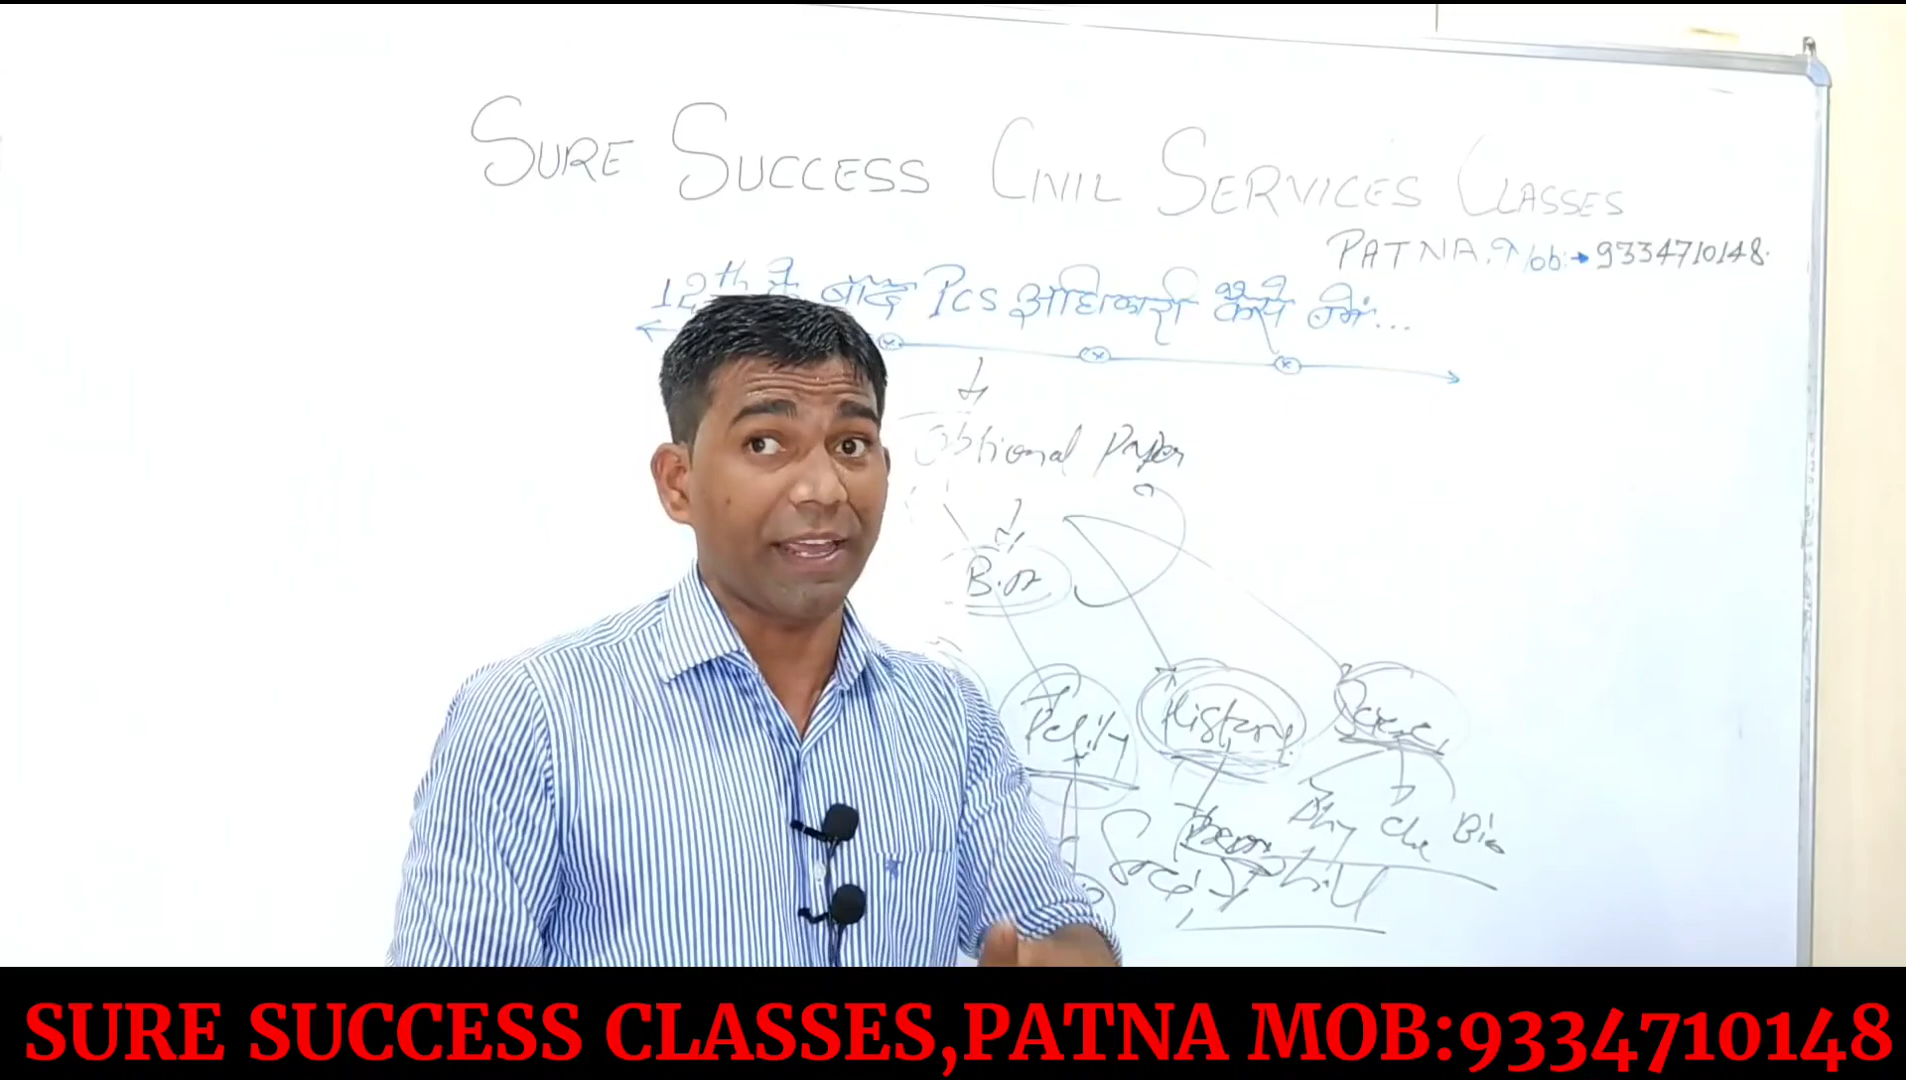 SURE SUCCESS CIVIL SERVICES CLASSES
PATNA, Mob:→9334710148.
12th के बाद PCS अधिकारी कैसे बनें...
Obtional Paper
Polity History Science
Phy Che Bio
SURE SUCCESS CLASSES,PATNA MOB:9334710148